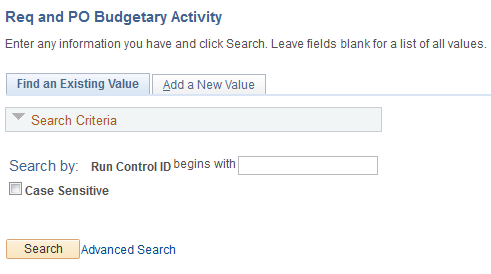 Req and PO Budgetary Activity
Enter any information you have and click Search. Leave fields blank for a list of all values.
Find an Existing Value Add a New Value
Search Criteria
Search by: Run Control ID begins with
Case Sensitive
Search Advanced Search